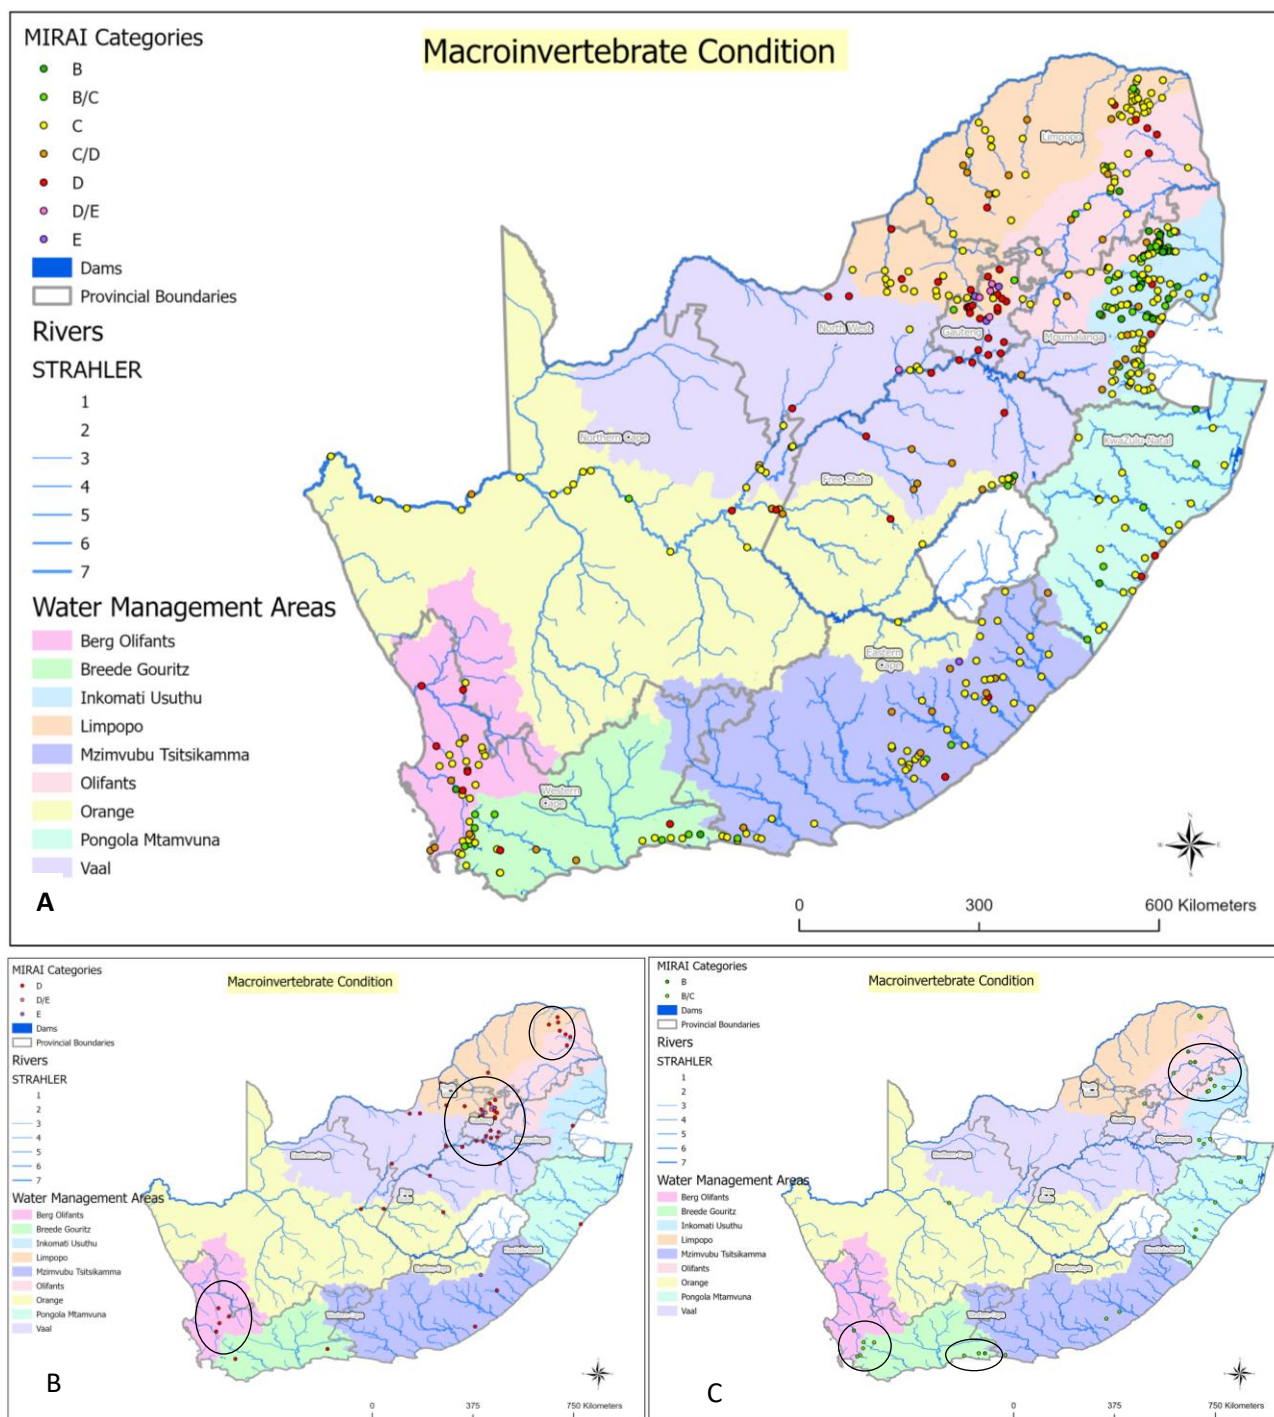 MIRAI Categories
Macroinvertebrate Condition
B
B/C
C
C/D
D
D/E
E
Dams
Provincial Boundaries
Rivers
STRAHLER
1
2
3
4
5
6
7
Water Management Areas
Berg Olifants
Breede Gouritz
Inkomati Usuthu
Limpopo
Mzimvubu Tsitsikamma
Olifants
Orange
Pongola Mtamvuna
Vaal
Limpopo
North West
Gauteng
Mpumalanga
Northern Cape
Free State
KwaZulu-Natal
Eastern
Cape
Western
Cape
N
W
E
S
A
0 300 600 Kilometers
MIRAI Categories
D
D/E
E
Dams
Provincial Boundaries
Rivers
STRAHLER
1
2
3
4
5
6
7
Water Management Areas
Berg Olifants
Breede Gouritz
Inkomati Usuthu
Limpopo
Mzimvubu Tsitsikamma
Olifants
Orange
Pongola Mtamvuna
Vaal
Macroinvertebrate Condition
B
0 375 750 Kilometers
MIRAI Categories
B
B/C
Dams
Provincial Boundaries
Rivers
STRAHLER
1
2
3
4
5
6
7
Water Management Areas
Berg Olifants
Breede Gouritz
Inkomati Usuthu
Limpopo
Mzimvubu Tsitsikamma
Olifants
Orange
Pongola Mtamvuna
Vaal
Macroinvertebrate Condition
C
0 375 750 Kilometers